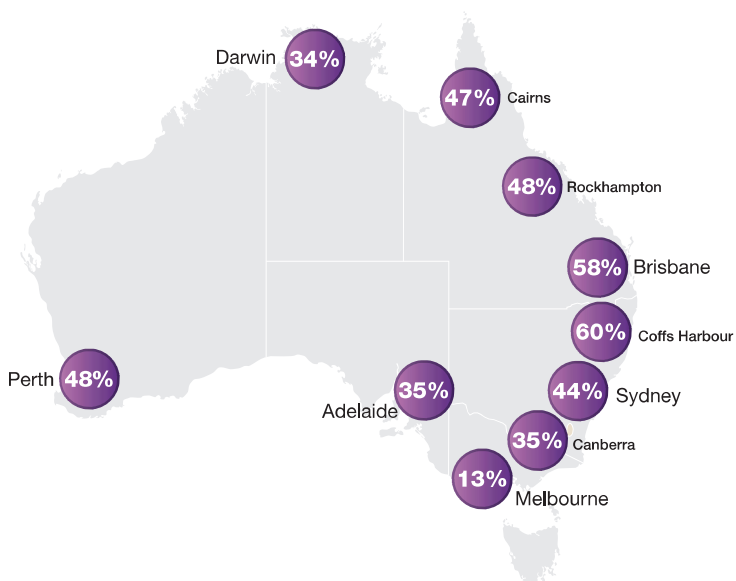 Darwin 34%
47% Cairns
48% Rockhampton
58% Brisbane
60% Coffs Harbour
Perth 48%
35%
Adelaide
44% Sydney
35% Canberra
13%
Melbourne